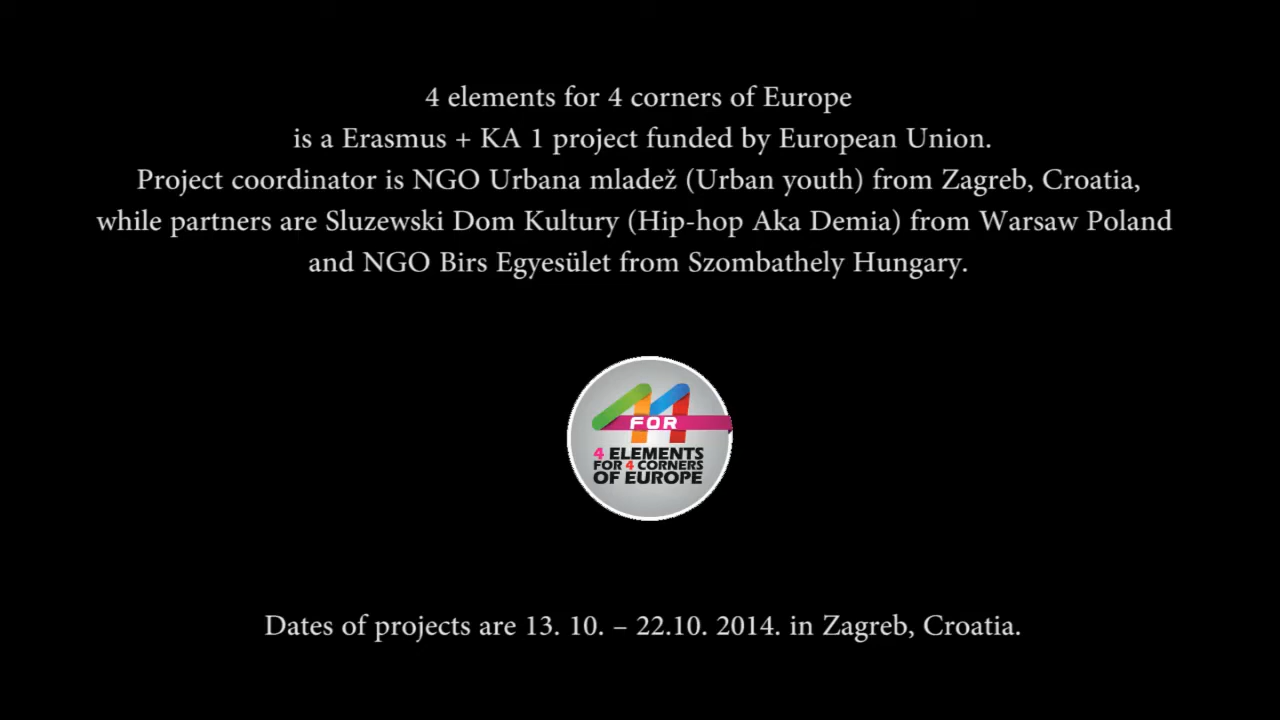 4 elements for 4 corners of Europe
is a Erasmus + KA 1 project funded by European Union.
Project coordinator is NGO Urbana mladež (Urban youth) from Zagreb, Croatia,
while partners are Sluzewski Dom Kultury (Hip-hop Aka Demia) from Warsaw Poland
and NGO Birs Egyesület from Szombathely Hungary.
FOR
4 ELEMENTS
FOR 4 CORNERS
OF EUROPE
Dates of projects are 13. 10. – 22.10. 2014. in Zagreb, Croatia.